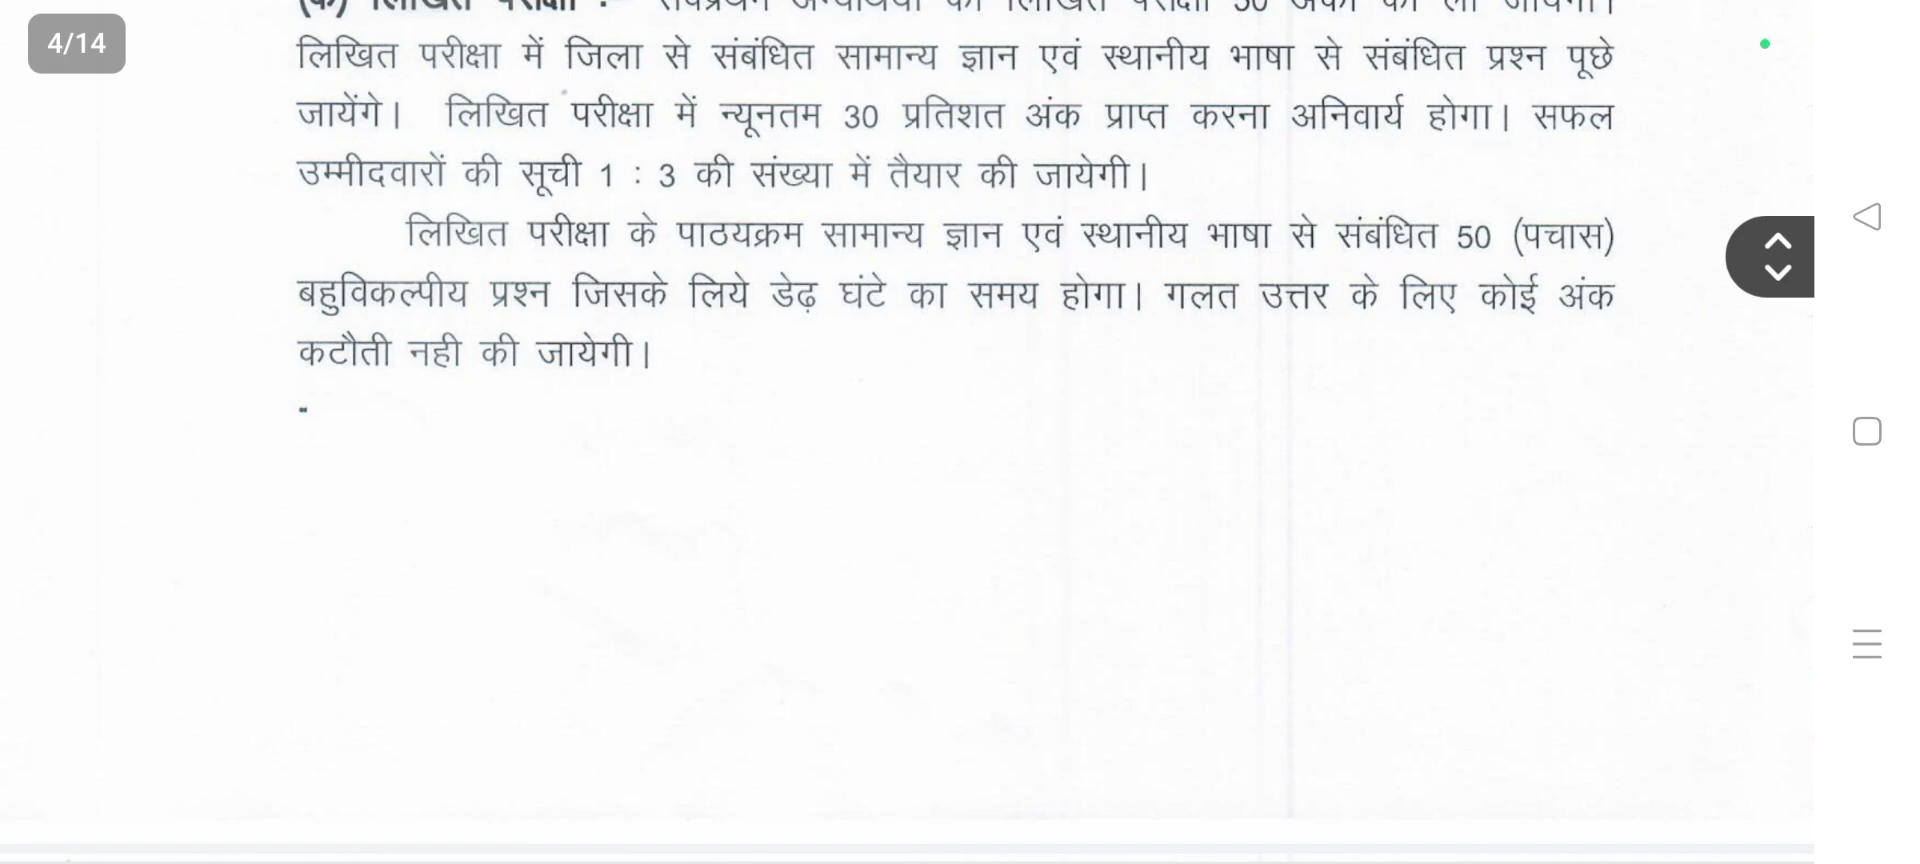 4/14
लिखित परीक्षा में जिला से संबंधित सामान्य ज्ञान एवं स्थानीय भाषा से संबंधित प्रश्न पूछे
जायेंगे। लिखित परीक्षा में न्यूनतम 30 प्रतिशत अंक प्राप्त करना अनिवार्य होगा। सफल
उम्मीदवारों की सूची 1 : 3 की संख्या में तैयार की जायेगी।
लिखित परीक्षा के पाठयक्रम सामान्य ज्ञान एवं स्थानीय भाषा से संबंधित 50 (पचास)
बहुविकल्पीय प्रश्न जिसके लिये डेढ़ घंटे का समय होगा। गलत उत्तर के लिए कोई अंक
कटौती नही की जायेगी।